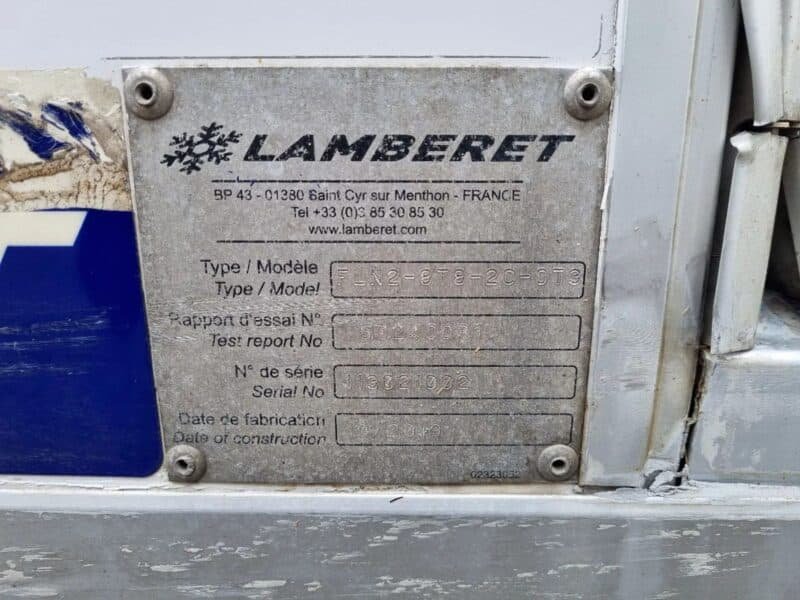 LAMBERET
BP 43 - 01380 Saint Cyr sur Menthon - FRANCE
Tel +33 (0)3 85 30 85 30
www.lamberet.com
Type / Modèle
Type / Model
Rapport d'essai N°
Test report No
N° de série
Serial No
113021002
Date de fabrication
Date of construction